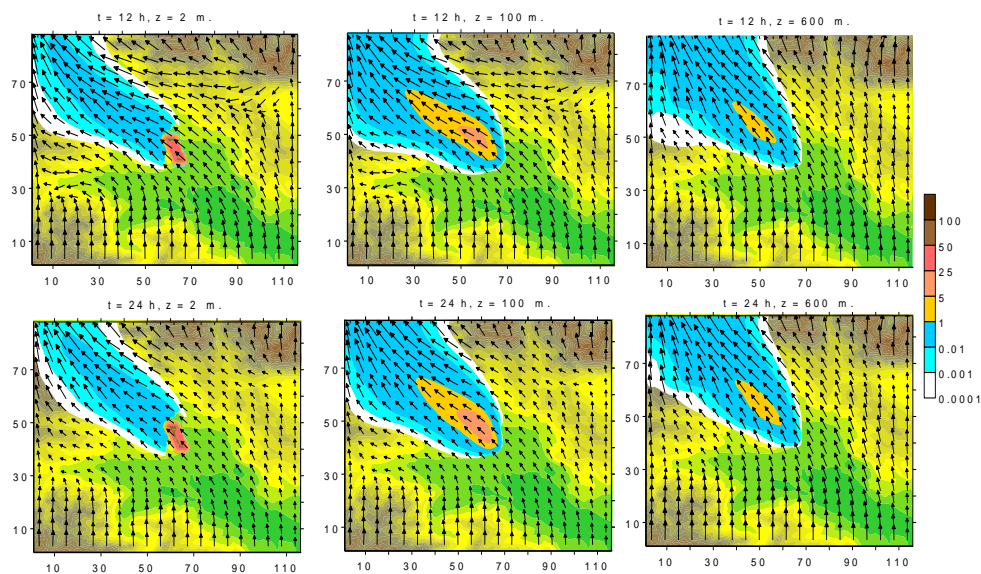 t = 12 h, z = 2 m.
t = 12 h, z = 100 m.
t = 12 h, z = 600 m.
70
50
30
10
10 30 50 70 90 110
70
50
30
10
10 30 50 70 90 110
70
50
30
10
10 30 50 70 90 110
t = 24 h, z = 2 m.
t = 24 h, z = 100 m.
t = 24 h, z = 600 m.
70
50
30
10
10 30 50 70 90 110
70
50
30
10
10 30 50 70 90 110
70
50
30
10
10 30 50 70 90 110
100
50
25
5
1
0.01
0.001
0.0001